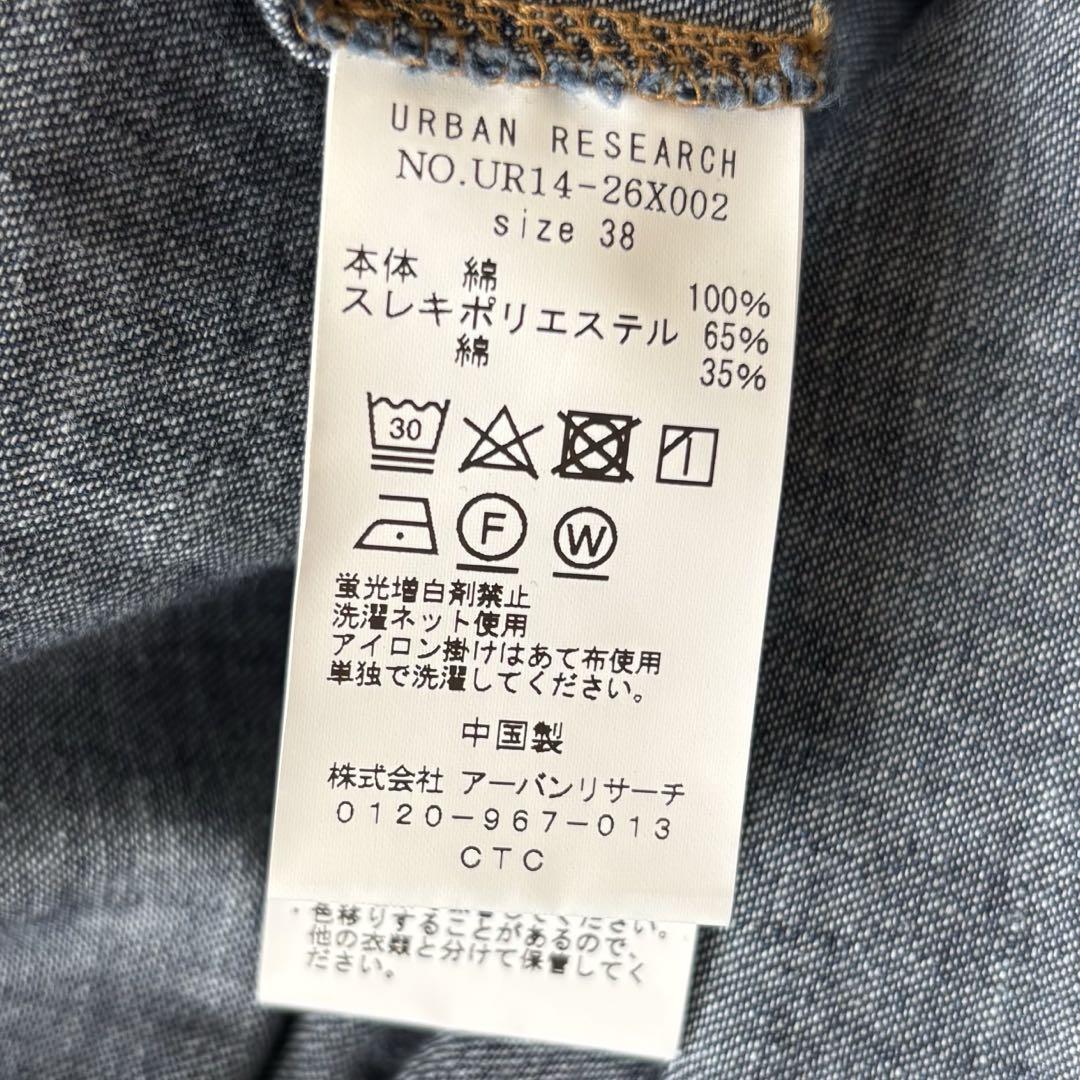 URBAN RESEARCH
NO.UR14-26X002
size 38
本体 綿 100%
スレキポリエステル 65%
綿 35%
30
F W
蛍光増白剤禁止
洗濯ネット使用
アイロン掛けはあて布使用
単独で洗濯してください。
中国製
株式会社 アーバンリサーチ
0120-967-013
CTC
ください。
・色移りすることがあるので、
他の衣類と分けて保管してく
ださい。